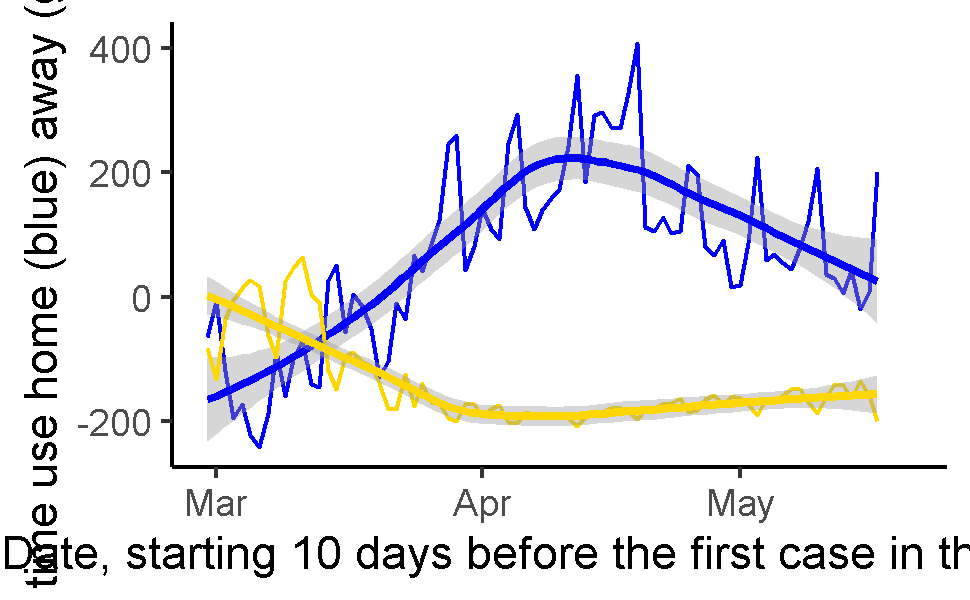 time use home (blue) away
400
200
0
-200
Mar Apr May
Date, starting 10 days before the first case in